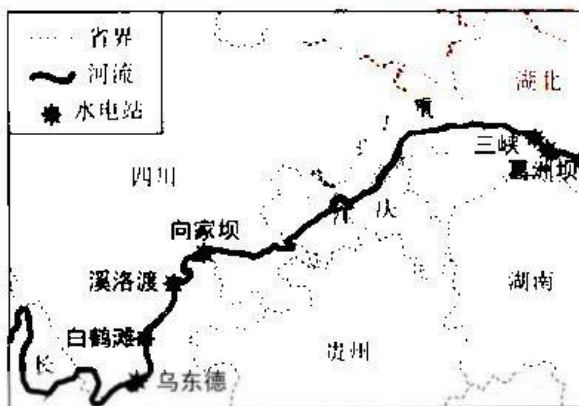 省界
河流
水电站
湖北
三峡
葛洲坝
四川
庆
向家坝
溪洛渡
湖南
白鹤滩
贵州
长
乌东德